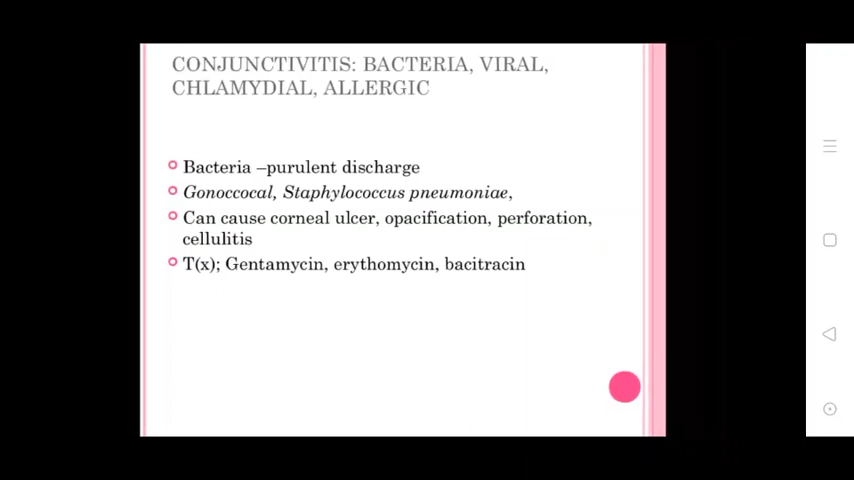 CONJUNCTIVITIS: BACTERIA, VIRAL,
CHLAMYDIAL, ALLERGIC
Bacteria –purulent discharge
Gonoccocal, Staphylococcus pneumoniae,
Can cause corneal ulcer, opacification, perforation,
cellulitis
T(x); Gentamycin, erythomycin, bacitracin